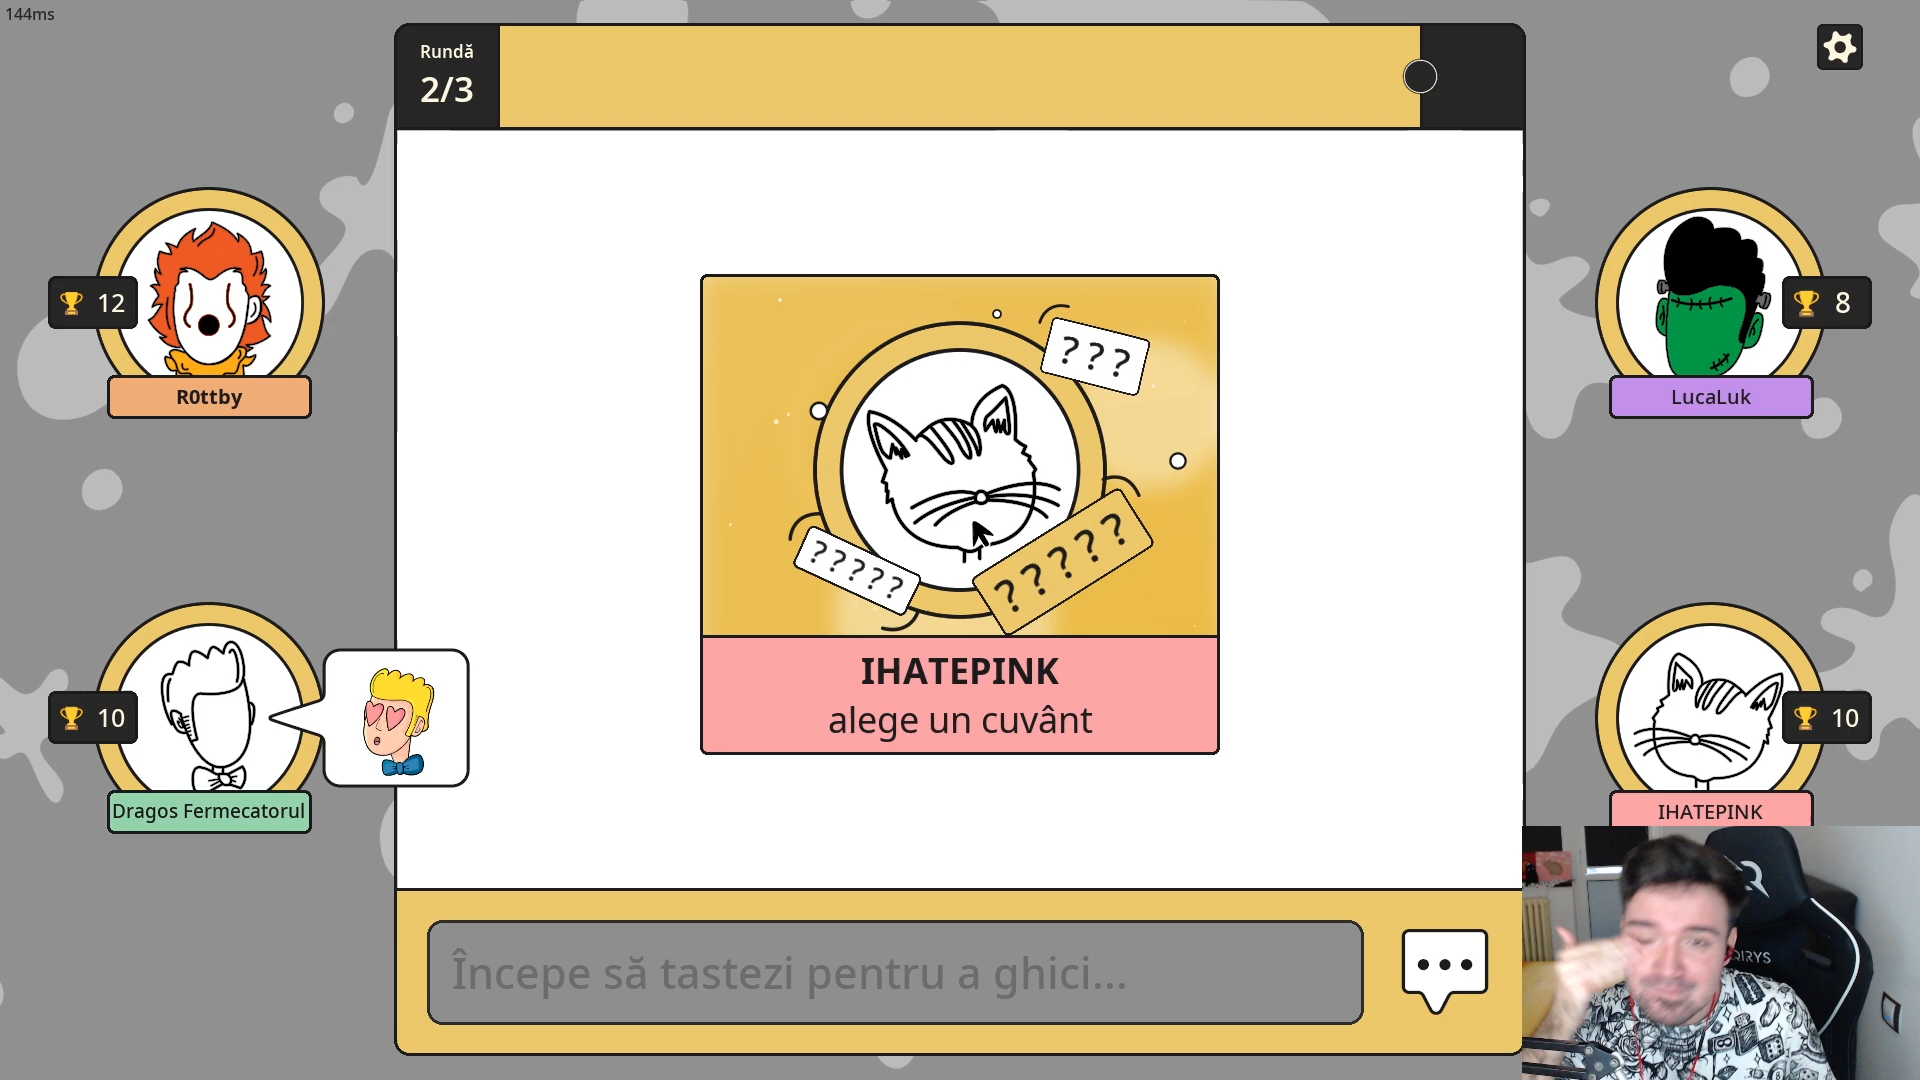 144ms
Rundă
2/3
12
R0ttby
8
LucaLuk
???
?????
?????
IHATEPINK
alege un cuvânt
10
Dragos Fermecatorul
10
IHATEPINK
Începe să tastezi pentru a ghici...